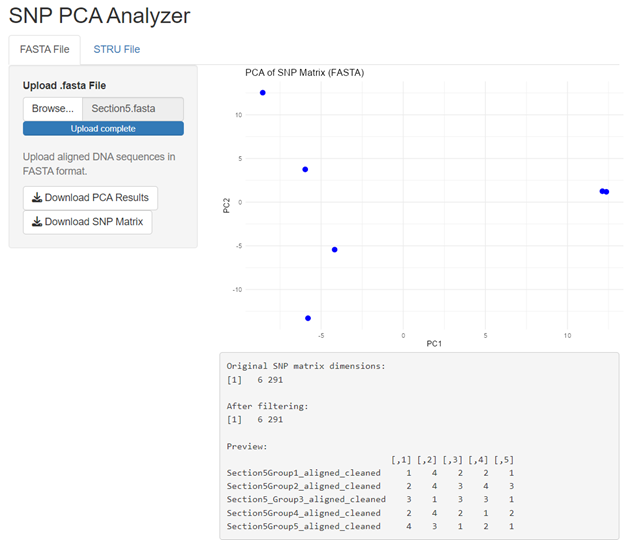 SNP PCA Analyzer
FASTA File
STRU File
Upload .fasta File
Browse...
Section5.fasta
Upload complete
Upload aligned DNA sequences in
FASTA format.
Download PCA Results
Download SNP Matrix
PCA of SNP Matrix (FASTA)
PC2
10
5
0
-5
-10
-5
0
5
10
PC1
Original SNP matrix dimensions:
[1]   6 291
After filtering:
[1]   6 291
Preview:
[,1] [,2] [,3] [,4] [,5]
Section5Group1_aligned_cleaned 1 4 2 2 1
Section5Group2_aligned_cleaned 2 4 3 4 3
Section5_Group3_aligned_cleaned 3 1 3 3 1
Section5Group4_aligned_cleaned 2 4 2 1 2
Section5Group5_aligned_cleaned 4 3 1 2 1